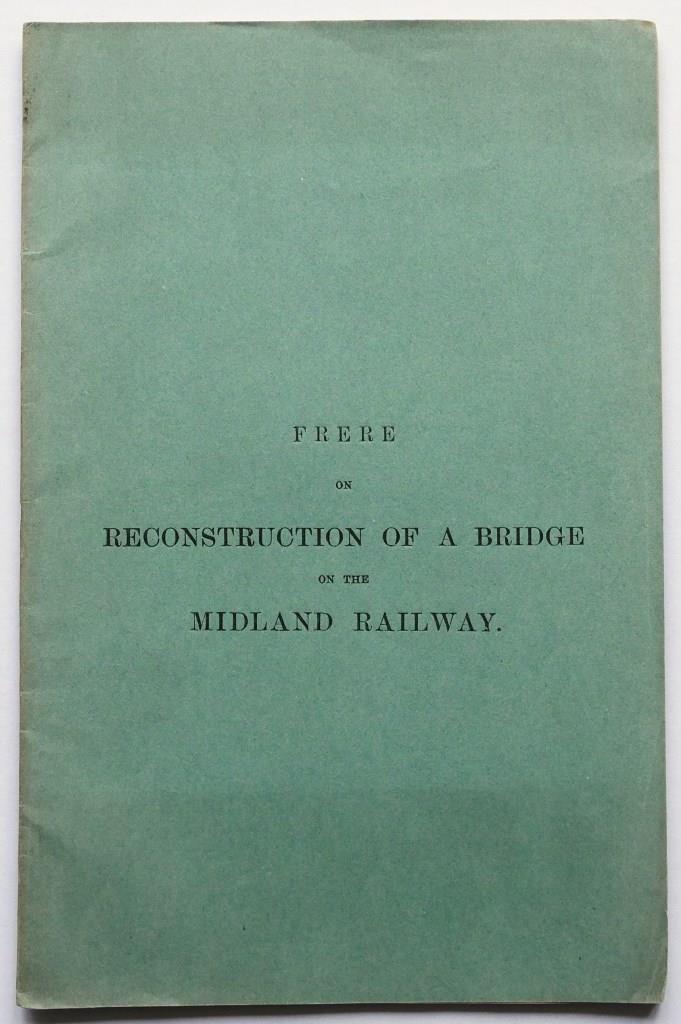 FRERE
ON
RECONSTRUCTION OF A BRIDGE
ON THE
MIDLAND RAILWAY.